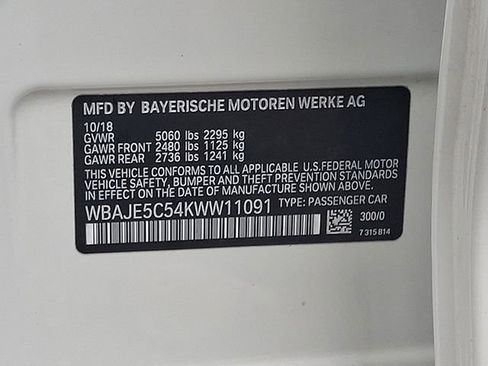 MFD BY BAYERISCHE MOTOREN WERKE AG
10/18
GVWR 5060 lbs 2295 kg
GAWR FRONT 2480 lbs 1125 kg
GAWR REAR 2736 lbs 1241 kg
THIS VEHICLE CONFORMS TO ALL APPLICABLE U.S.FEDERAL MOTOR
VEHICLE SAFETY, BUMPER, AND THEFT PREVENTION STANDARDS
IN EFFECT ON THE DATE OF MANUFACTURE SHOWN ABOVE.
WBAJE5C54KWW11091 TYPE: PASSENGER CAR
300/0
7 315 814